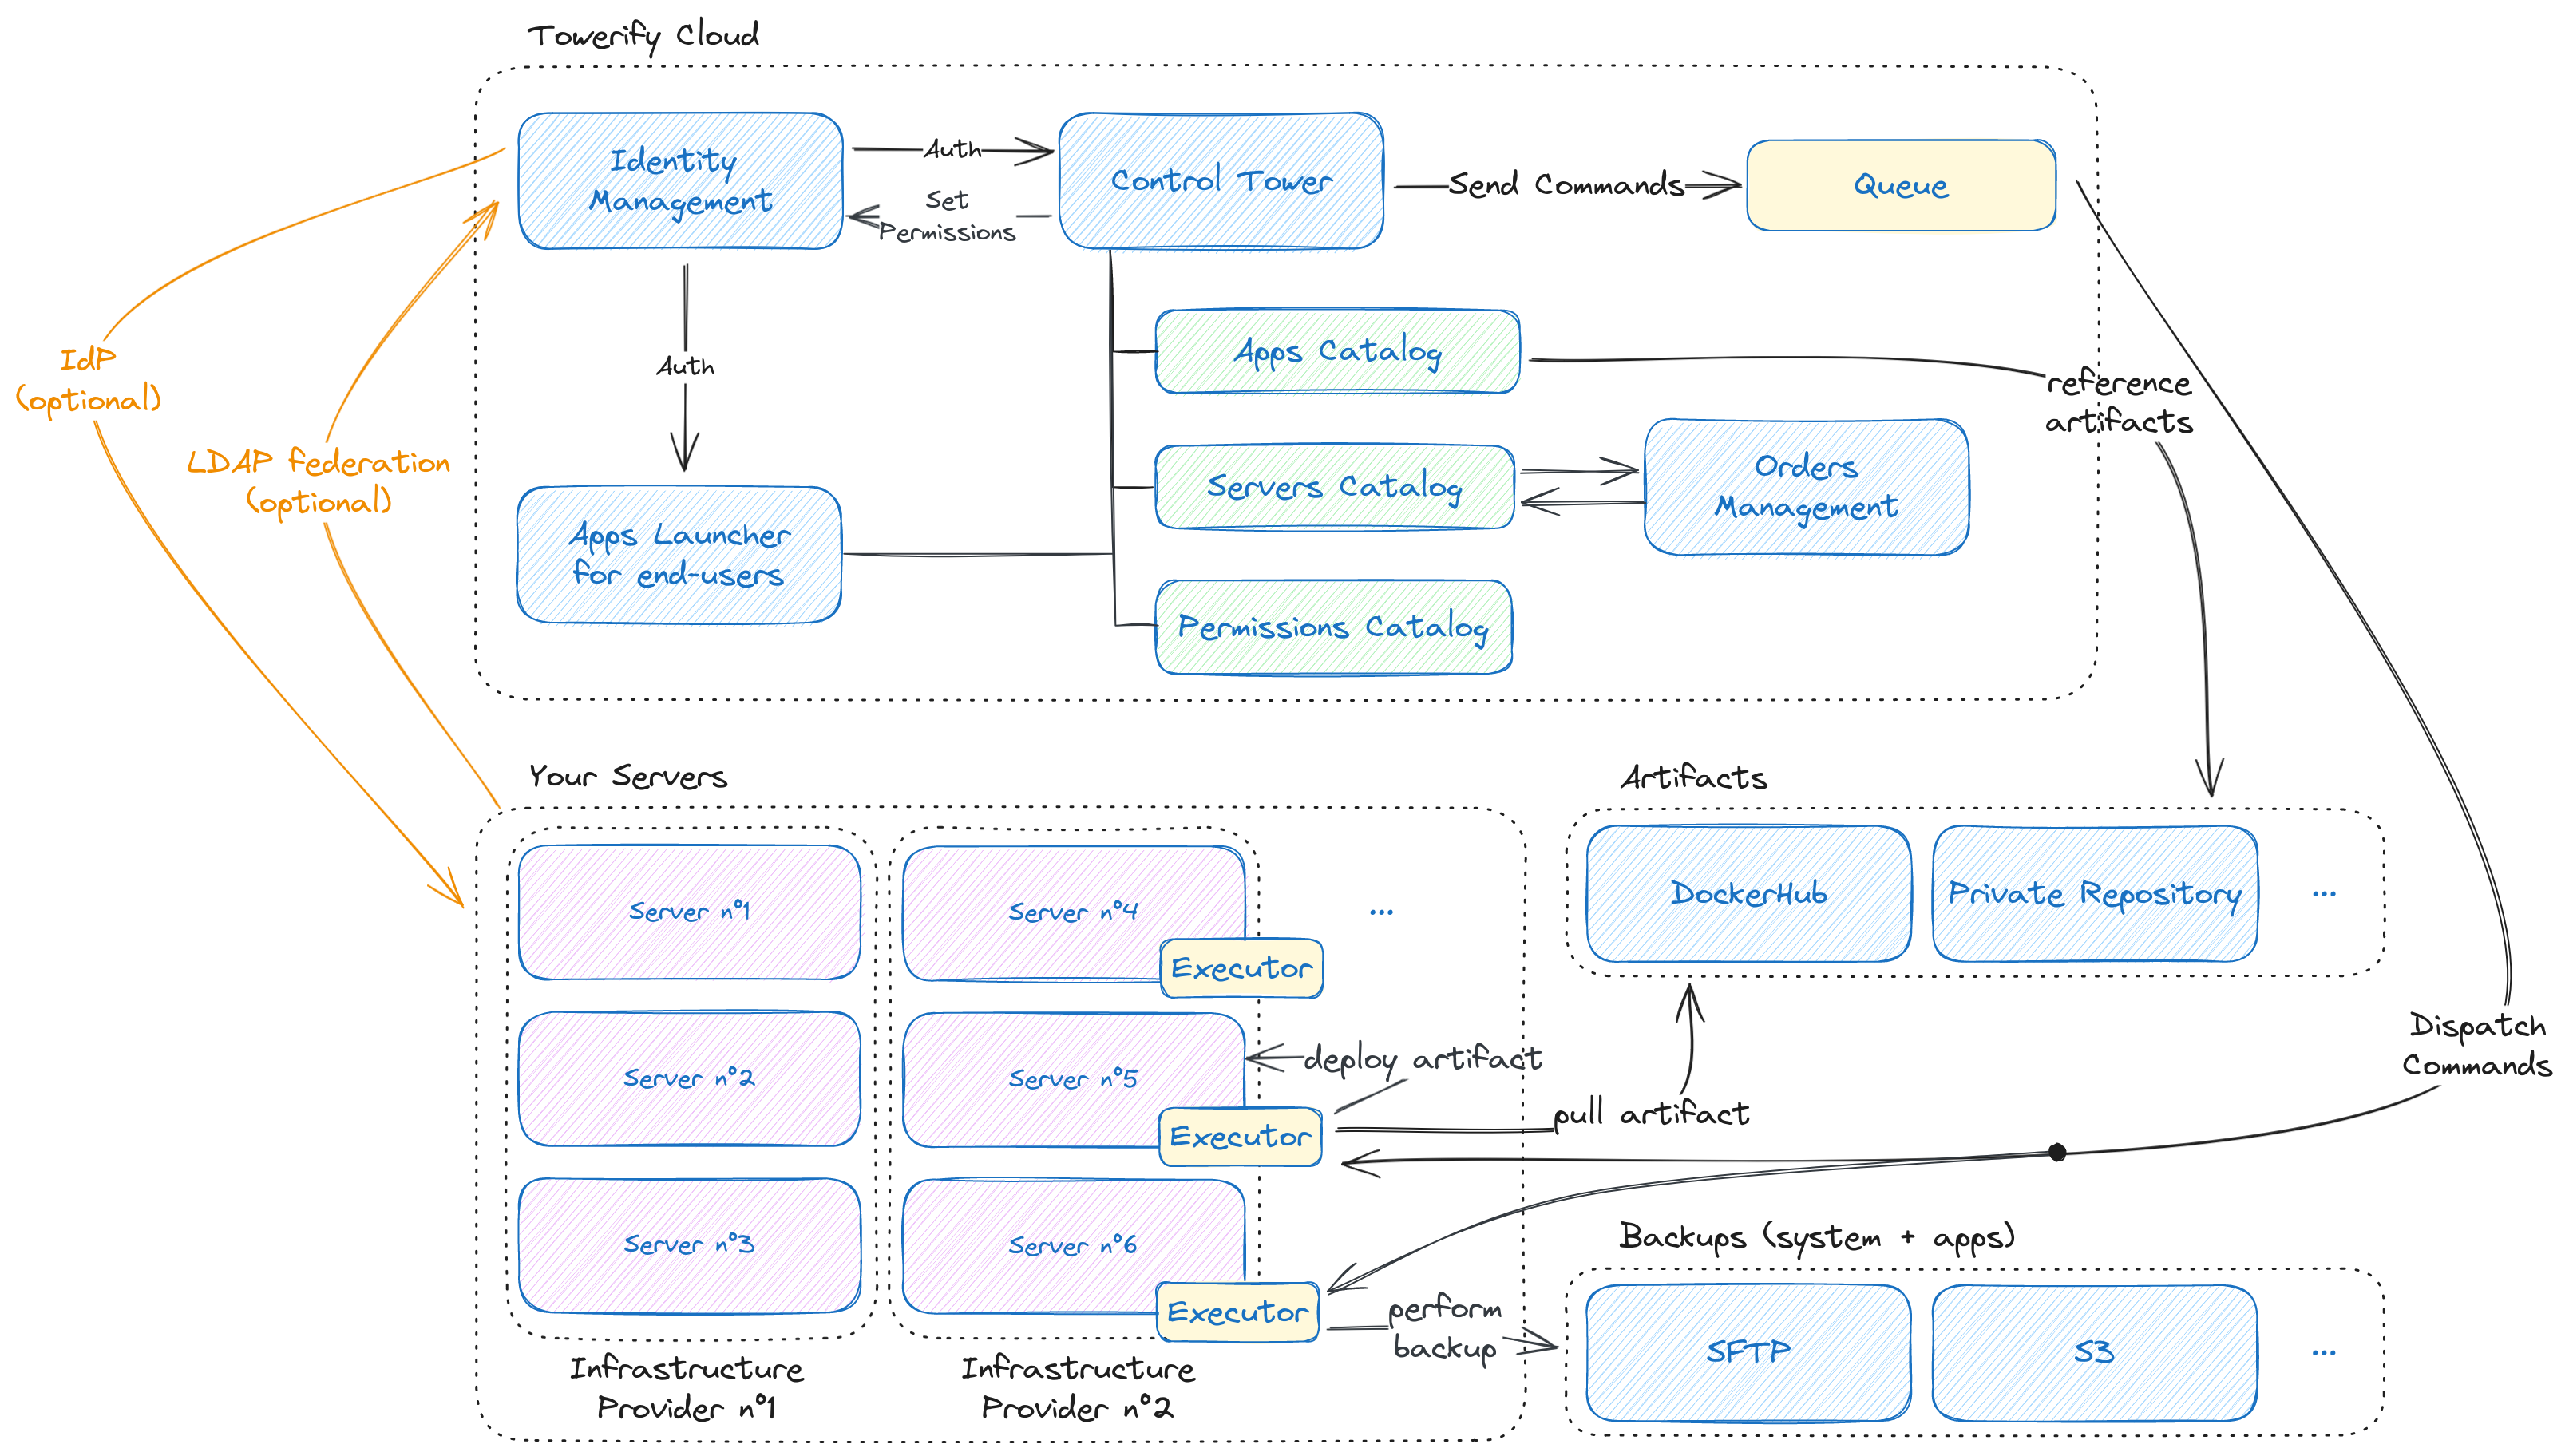 Towerify Cloud
Identity
Management
Auth
Set
Permissions
Control Tower
Send Commands
Queue
IdP
(optional)
LDAP federation
(optional)
Auth
Apps Catalog
reference
artifacts
Servers Catalog
Orders
Management
Apps Launcher
for end-users
Permissions Catalog
Your Servers
Server n°1
Server n°2
Server n°3
Infrastructure
Provider n°1
Server n°4
Executor
Server n°5
Executor
Server n°6
Executor
Infrastructure
Provider n°2
...
deploy artifact
pull artifact
perform
backup
Artifacts
DockerHub
Private Repository
...
Dispatch
Commands
Backups (system + apps)
SFTP
S3
...